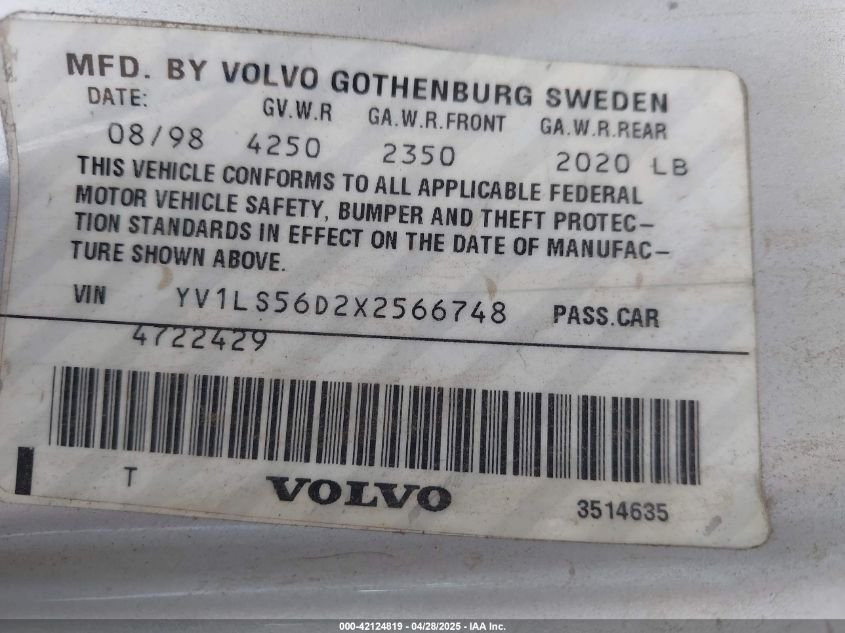 MFD. BY VOLVO GOTHENBURG SWEDEN
DATE: GV.W.R GA.W.R.FRONT GA.W.R.REAR
08/98 4250 2350 2020 LB
THIS VEHICLE CONFORMS TO ALL APPLICABLE FEDERAL
MOTOR VEHICLE SAFETY, BUMPER AND THEFT PROTEC-
TION STANDARDS IN EFFECT ON THE DATE OF MANUFAC-
TURE SHOWN ABOVE.
VIN YV1LS56D2X2566748 PASS.CAR
4722429
T VOLVO 3514635
000-42124819 - 04/28/2025 - IAA Inc.